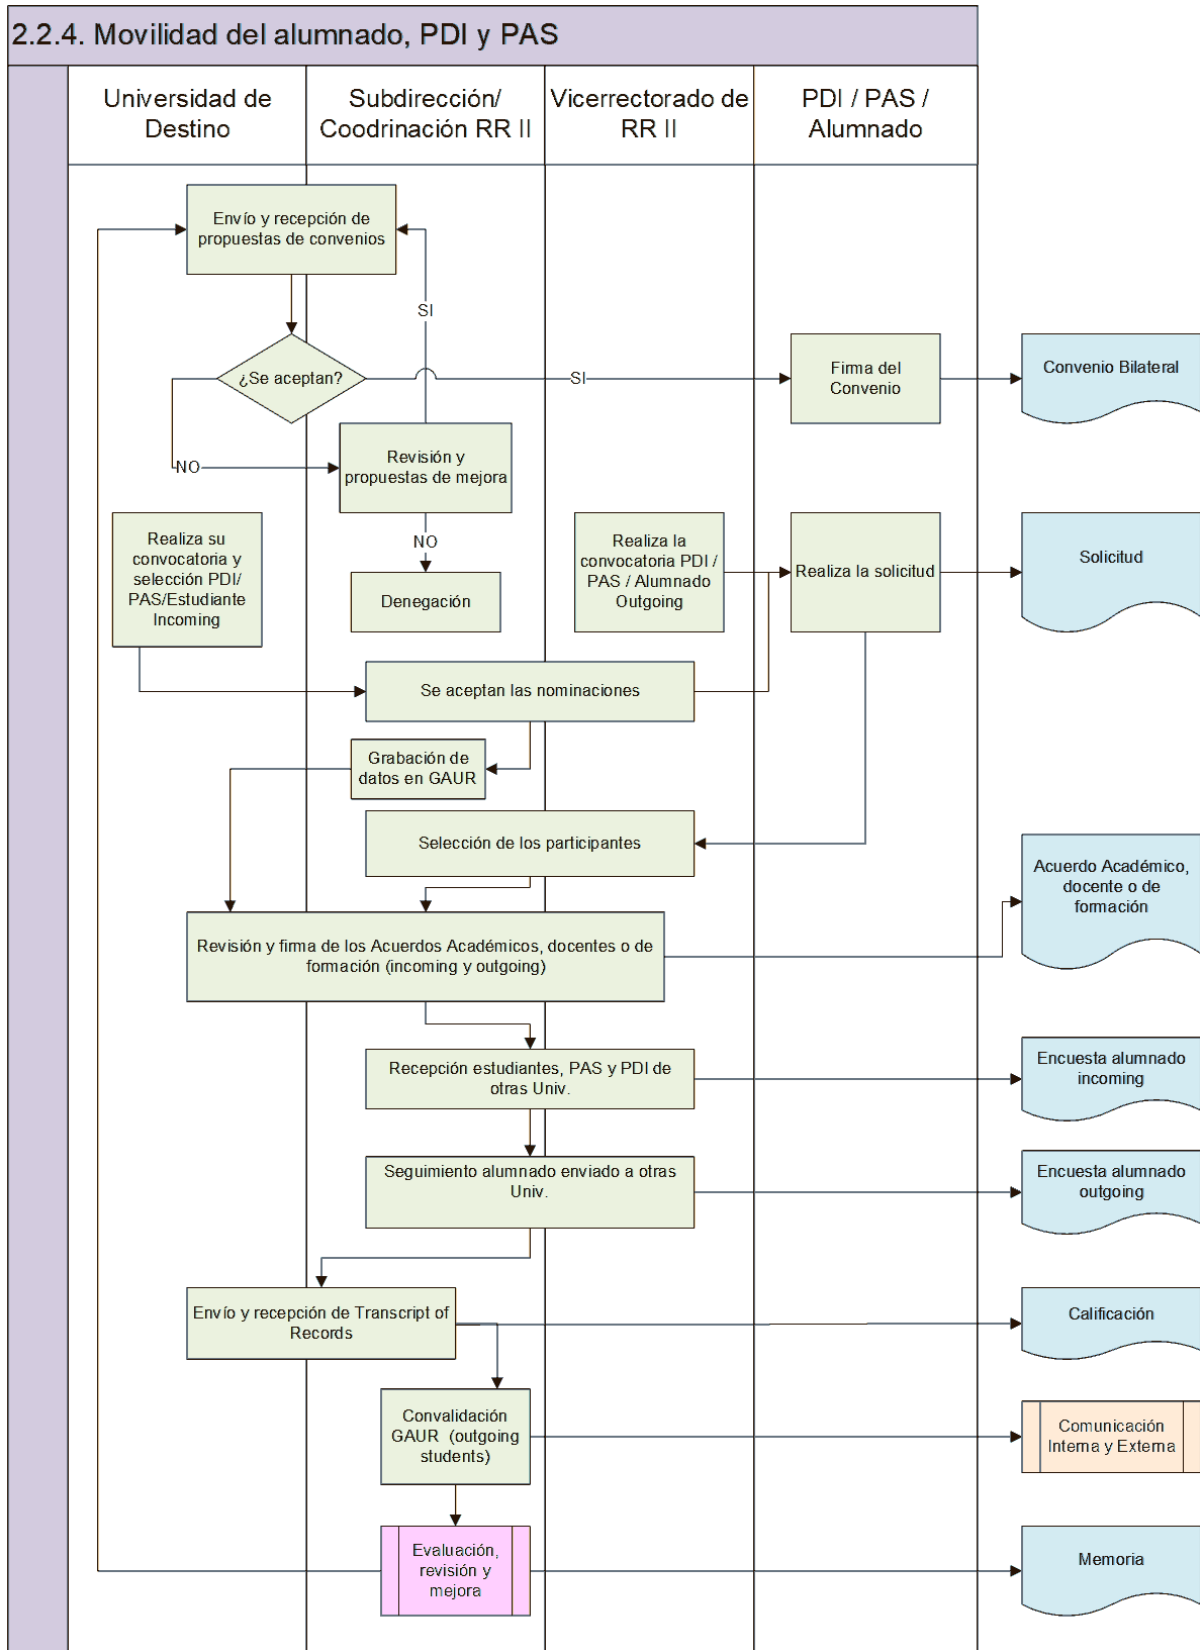 2.2.4. Movilidad del alumnado, PDI y PAS
Universidad de
Destino
Subdirección/
Coodrinación RR II
Vicerrectorado de
RR II
PDI / PAS /
Alumnado
Envío y recepción de
propuestas de convenios
SI
¿Se aceptan?
SI
Firma del
Convenio
Convenio Bilateral
NO
Revisión y
propuestas de mejora
NO
Denegación
Realiza su
convocatoria y
selección PDI/
PAS/Estudiante
Incoming
Realiza la
convocatoria PDI /
PAS / Alumnado
Outgoing
Realiza la solicitud
Solicitud
Se aceptan las nominaciones
Grabación de
datos en GAUR
Selección de los participantes
Revisión y firma de los Acuerdos Académicos, docentes o de
formación (incoming y outgoing)
Acuerdo Académico,
docente o de
formación
Recepción estudiantes, PAS y PDI de
otras Univ.
Encuesta alumnado
incoming
Seguimiento alumnado enviado a otras
Univ.
Encuesta alumnado
outgoing
Envío y recepción de Transcript of
Records
Calificación
Convalidación
GAUR (outgoing
students)
Comunicación
Interna y Externa
Evaluación,
revisión y
mejora
Memoria